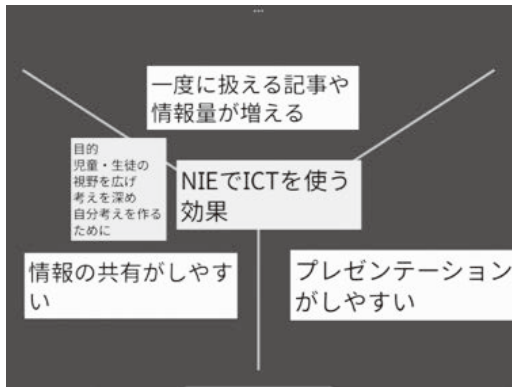 一度に扱える記事や
情報量が増える
目的
児童・生徒の
視野を広げ
考えを深め
自分考えを作る
ために
NIEでICTを使う
効果
情報の共有がしやす
い
プレゼンテーション
がしやすい